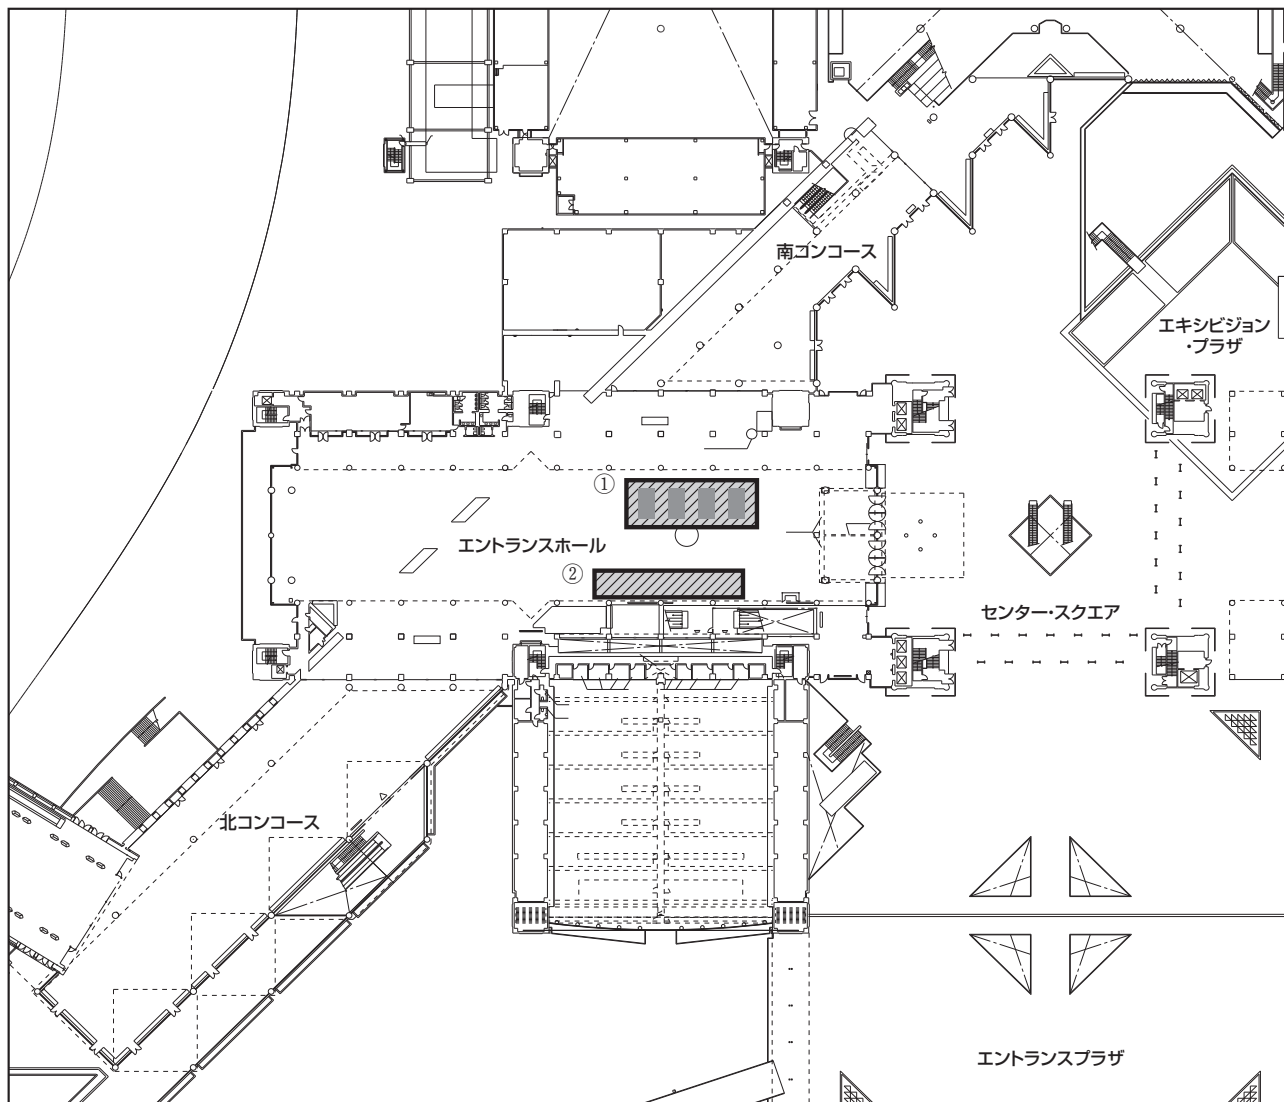 南コンコース
エキシビジョン
・プラザ
①
エントランスホール
②
センター・スクエア
北コンコース
エントランスプラザ